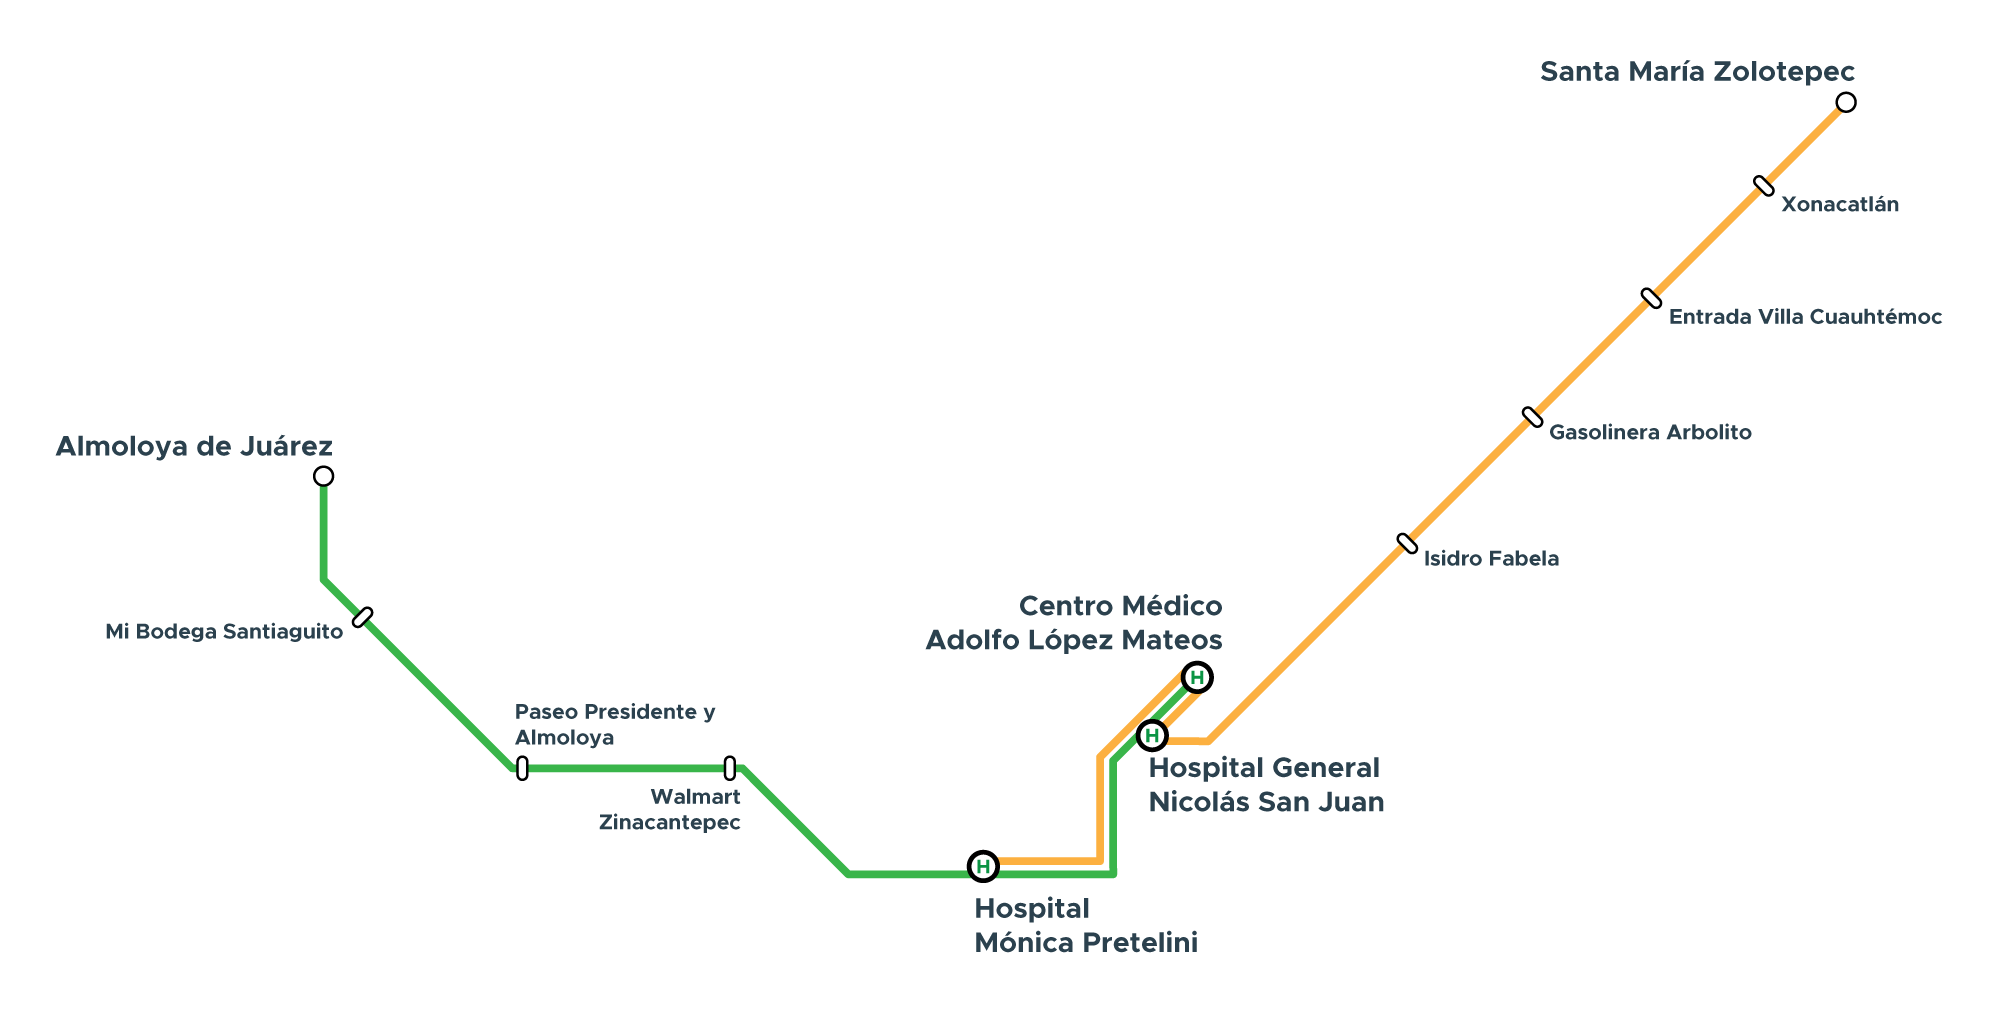 Santa María Zolotepec
Xonacatlán
Entrada Villa Cuauhtémoc
Gasolinera Arbolito
Almoloya de Juárez
Isidro Fabela
Centro Médico
Adolfo López Mateos
Mi Bodega Santiaguito
H
Paseo Presidente y
Almoloya
H
Hospital General
Nicolás San Juan
Walmart
Zinacantepec
H
Hospital
Mónica Pretelini